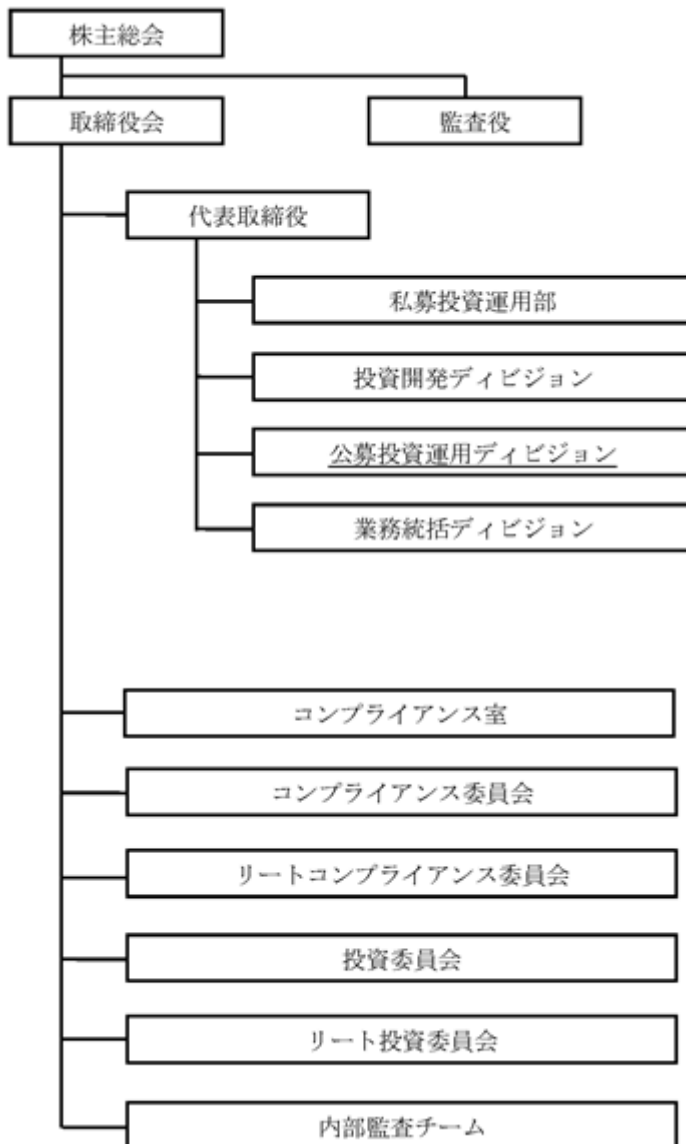 株主総会
取締役会
監査役
代表取締役
私募投資運用部
投資開発ディビジョン
公募投資運用ディビジョン
業務統括ディビジョン
コンプライアンス室
コンプライアンス委員会
リートコンプライアンス委員会
投資委員会
リート投資委員会
内部監査チーム